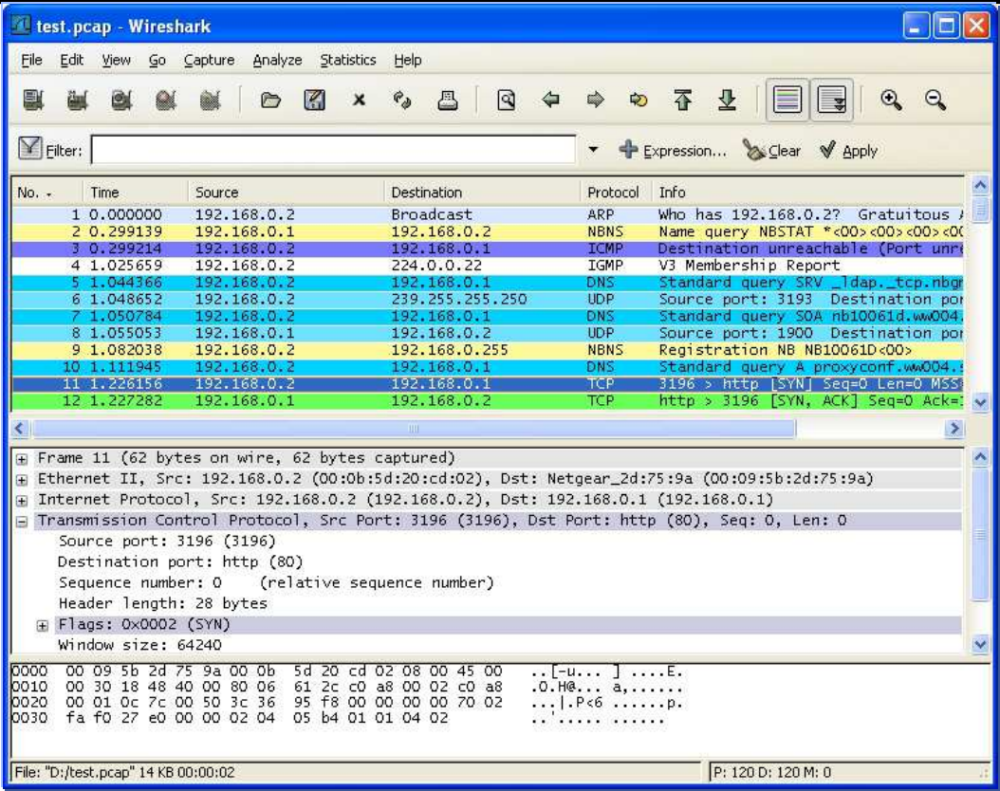 test.pcap - Wireshark
File Edit View Go Capture Analyze Statistics Help
Filter: Expression... Clear Apply
No. Time Source Destination Protocol Info
1 0.000000 192.168.0.2 Broadcast ARP Who has 192.168.0.2? Gratuitous
2 0.299139 192.168.0.1 192.168.0.2 NBNS Name query NBSTAT *<00><00><00><00
3 0.299214 192.168.0.2 192.168.0.1 ICMP Destination unreachable (Port unre
4 1.025659 192.168.0.2 224.0.0.22 IGMP V3 Membership Report
5 1.044366 192.168.0.2 192.168.0.1 DNS Standard query SRV _ldap._tcp.nbgm
6 1.048652 192.168.0.2 239.255.255.250 UDP Source port: 3193 Destination por
7 1.050784 192.168.0.2 192.168.0.1 DNS Standard query SOA nb10061d.ww004.
8 1.055053 192.168.0.1 192.168.0.2 UDP Source port: 1900 Destination por
9 1.082038 192.168.0.2 192.168.0.255 NBNS Registration NB NB10061D<00>
10 1.111945 192.168.0.2 192.168.0.1 DNS Standard query A proxyconf.ww004.s
11 1.226156 192.168.0.2 192.168.0.1 TCP 3196 > http [SYN] Seq=0 Len=0 MSS
12 1.227282 192.168.0.1 192.168.0.2 TCP http > 3196 [SYN, ACK] Seq=0 Ack=1
Frame 11 (62 bytes on wire, 62 bytes captured)
Ethernet II, Src: 192.168.0.2 (00:0b:5d:20:cd:02), Dst: Netgear_2d:75:9a (00:09:5b:2d:75:9a)
Internet Protocol, Src: 192.168.0.2 (192.168.0.2), Dst: 192.168.0.1 (192.168.0.1)
Transmission Control Protocol, Src Port: 3196 (3196), Dst Port: http (80), Seq: 0, Len: 0
Source port: 3196 (3196)
Destination port: http (80)
Sequence number: 0 (relative sequence number)
Header length: 28 bytes
Flags: 0x0002 (SYN)
Window size: 64240
0000 00 09 5b 2d 75 9a 00 0b 5d 20 cd 02 08 00 45 00 ..[-u... ] ....E.
0010 00 30 18 48 40 00 80 06 61 2c c0 a8 00 02 c0 a8 .0.H@... a,......
0020 00 01 0c 7c 00 50 3c 36 95 f8 00 00 00 00 70 02 ...|.P<6 ......p.
0030 fa f0 27 e0 00 00 02 04 05 b4 01 01 04 02 ..'..... ......
File: "D:/test.pcap" 14 KB 00:00:02 P: 120 D: 120 M: 0